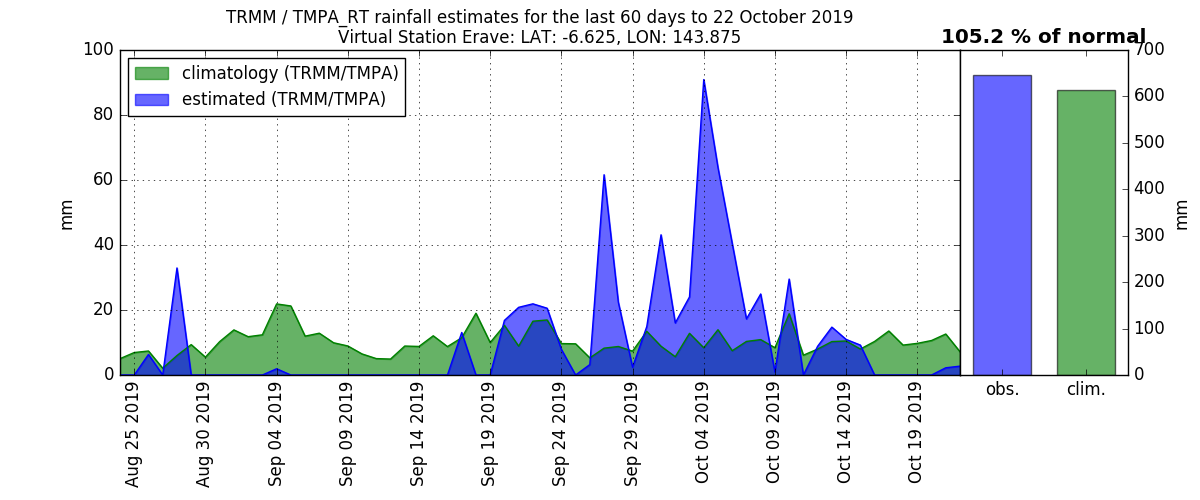 TRMM / TMPA_RT rainfall estimates for the last 60 days to 22 October 2019
Virtual Station Erave: LAT: -6.625, LON: 143.875
105.2 % of normal
climatology (TRMM/TMPA)
estimated (TRMM/TMPA)
mm
100
80
60
40
20
0
Aug 25 2019
Aug 30 2019
Sep 04 2019
Sep 09 2019
Sep 14 2019
Sep 19 2019
Sep 24 2019
Sep 29 2019
Oct 04 2019
Oct 09 2019
Oct 14 2019
Oct 19 2019
obs.
clim.
700
600
500
400
300
200
100
0
mm